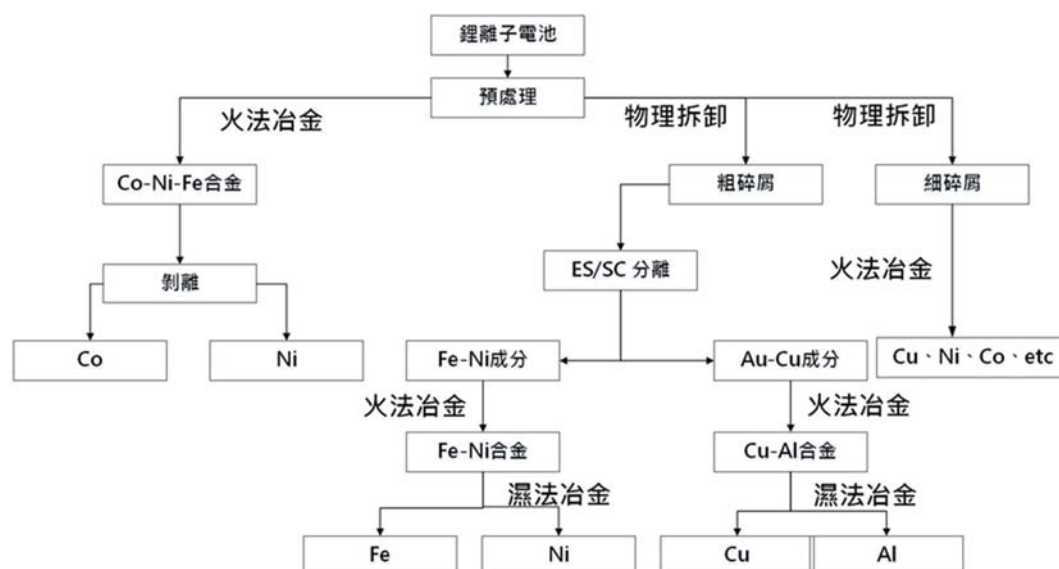 鋰離子電池
預處理
火法冶金
物理拆卸
物理拆卸
Co-Ni-Fe合金
粗碎屑
細碎屑
剝離
ES/SC 分離
火法冶金
Co
Ni
Fe-Ni成分
Au-Cu成分
Cu、Ni、Co、etc
火法冶金
火法冶金
Fe-Ni合金
Cu-Al合金
濕法冶金
濕法冶金
Fe
Ni
Cu
Al